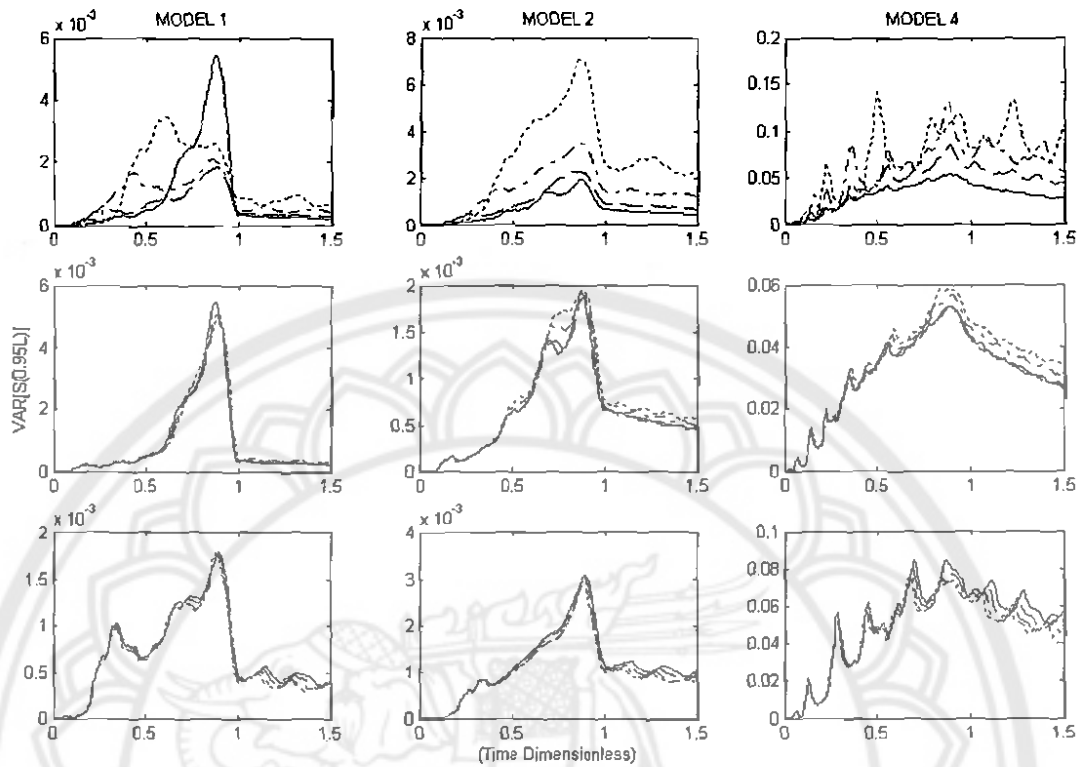 MODEL 1 MODEL 2 MODEL 4
x 10⁻³ x 10⁻³
6 8 0.2
4 6 0.15
4 0.1
2 2 0.05
0 0 0
0 0.5 1 1.5 0 0.5 1 1.5 0 0.5 1 1.5
x 10⁻³ x 10⁻³
6 2 0.06
4 1.5 0.04
1
2 0.5 0.02
0 0 0
0 0.5 1 1.5 0 0.5 1 1.5 0 0.5 1 1.5
VAR[S(0.95L)]
x 10⁻³ x 10⁻³
2 4 0.1
1.5 3 0.08
0.06
1 2 0.04
0.5 1 0.02
0 0 0
0 0.5 1 1.5 0 0.5 1 1.5 0 0.5 1 1.5
(Time Dimensionless)